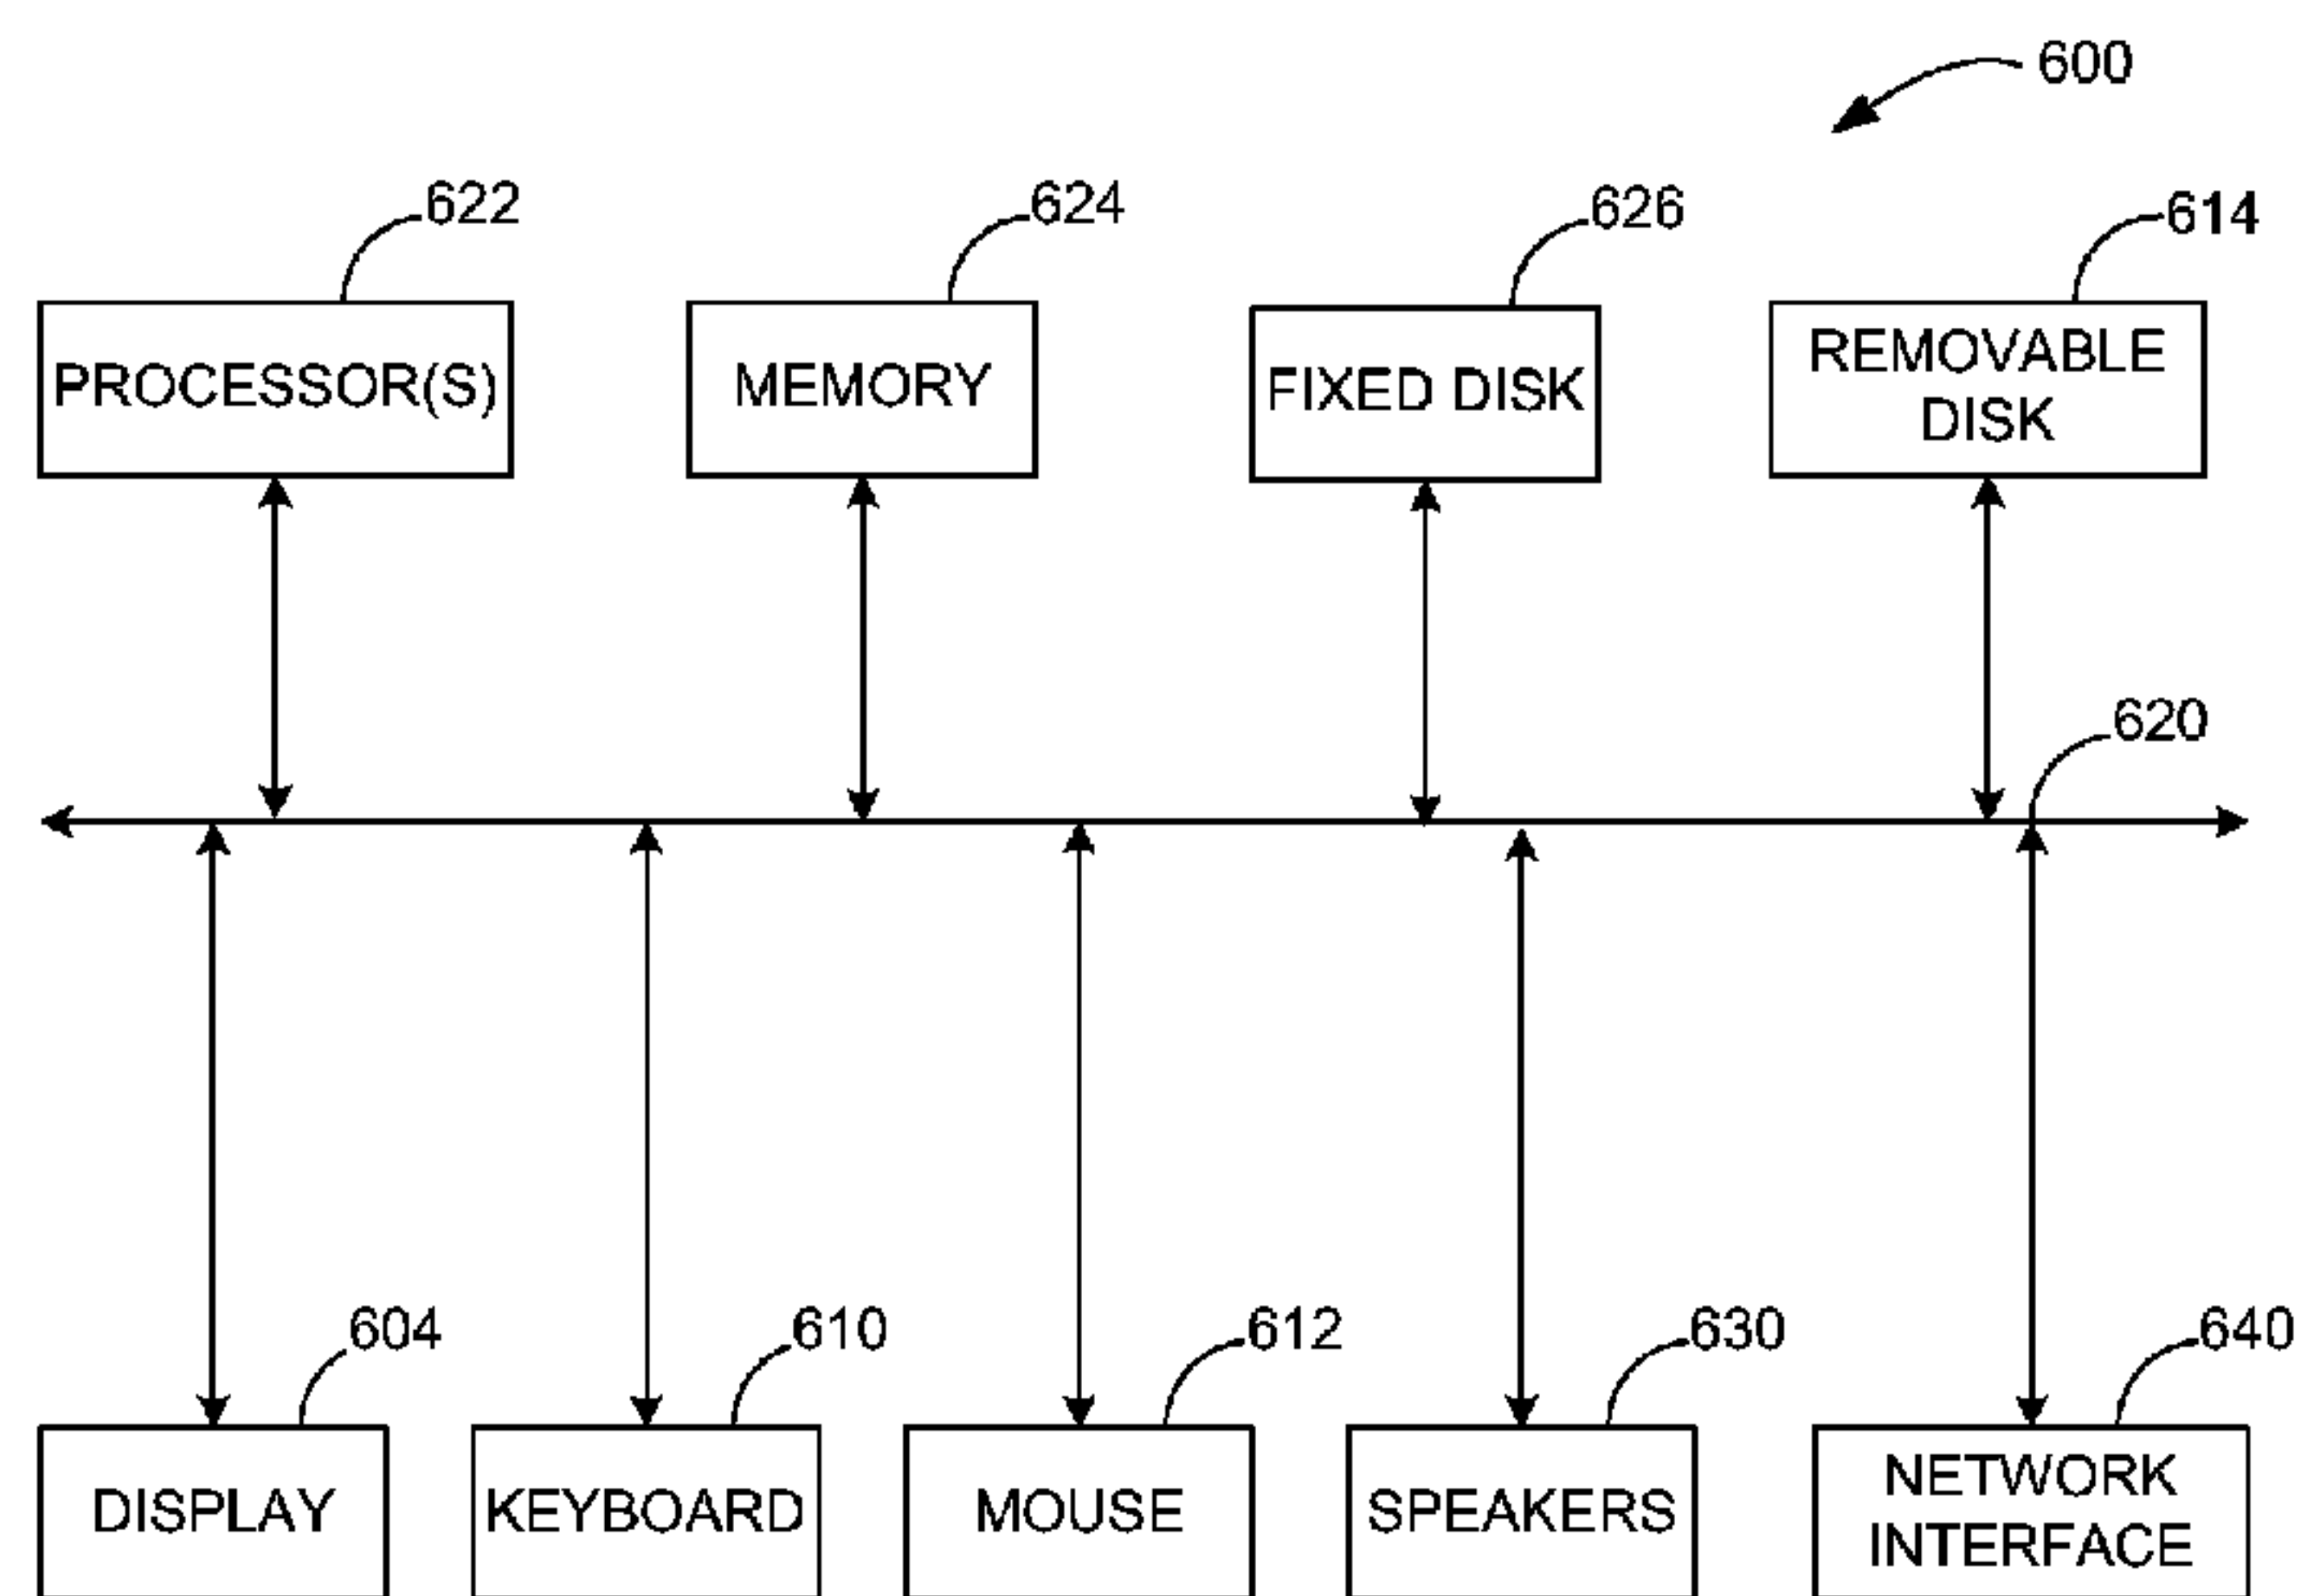 600
622
624
626
614
PROCESSOR(S)
MEMORY
FIXED DISK
REMOVABLE
DISK
620
604
610
612
630
640
DISPLAY
KEYBOARD
MOUSE
SPEAKERS
NETWORK
INTERFACE